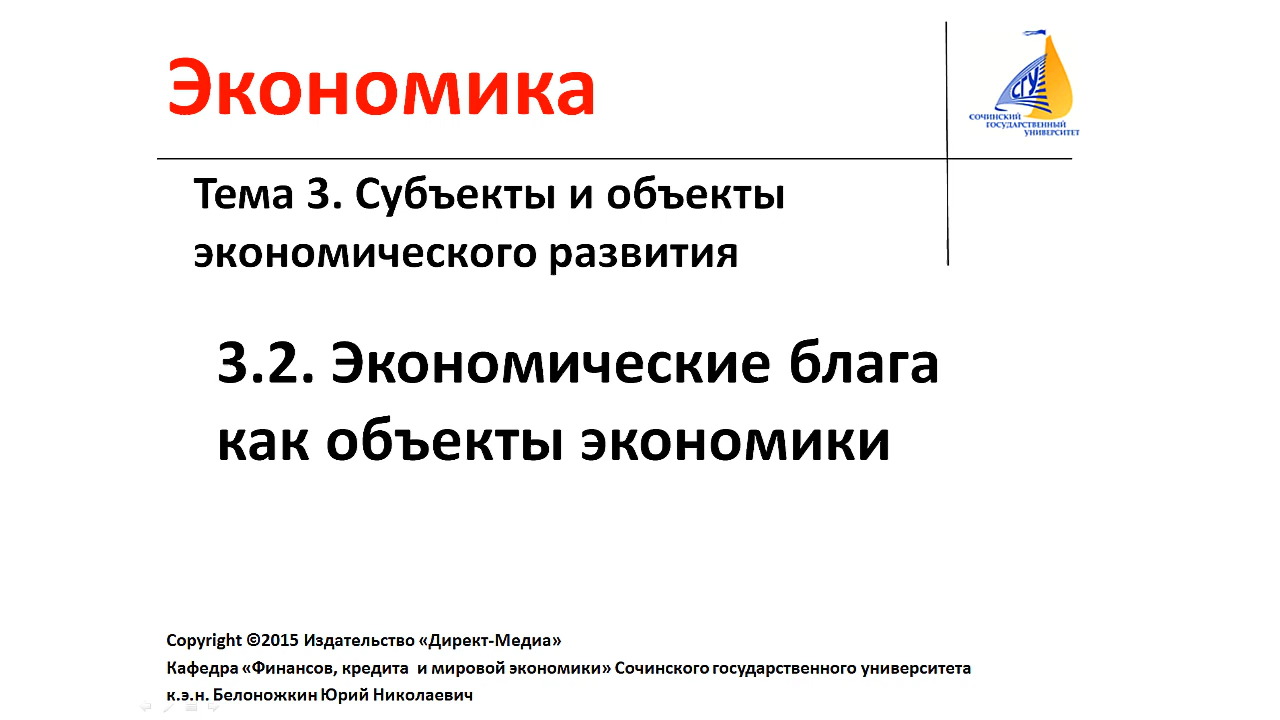 Экономика
СГУ
СОЧИНСКИЙ
ГОСУДАРСТВЕННЫЙ
УНИВЕРСИТЕТ
Тема 3. Субъекты и объекты
экономического развития
3.2. Экономические блага
как объекты экономики
Copyright ©2015 Издательство «Директ-Медиа»
Кафедра «Финансов, кредита и мировой экономики» Сочинского государственного университета
к.э.н. Белоножкин Юрий Николаевич